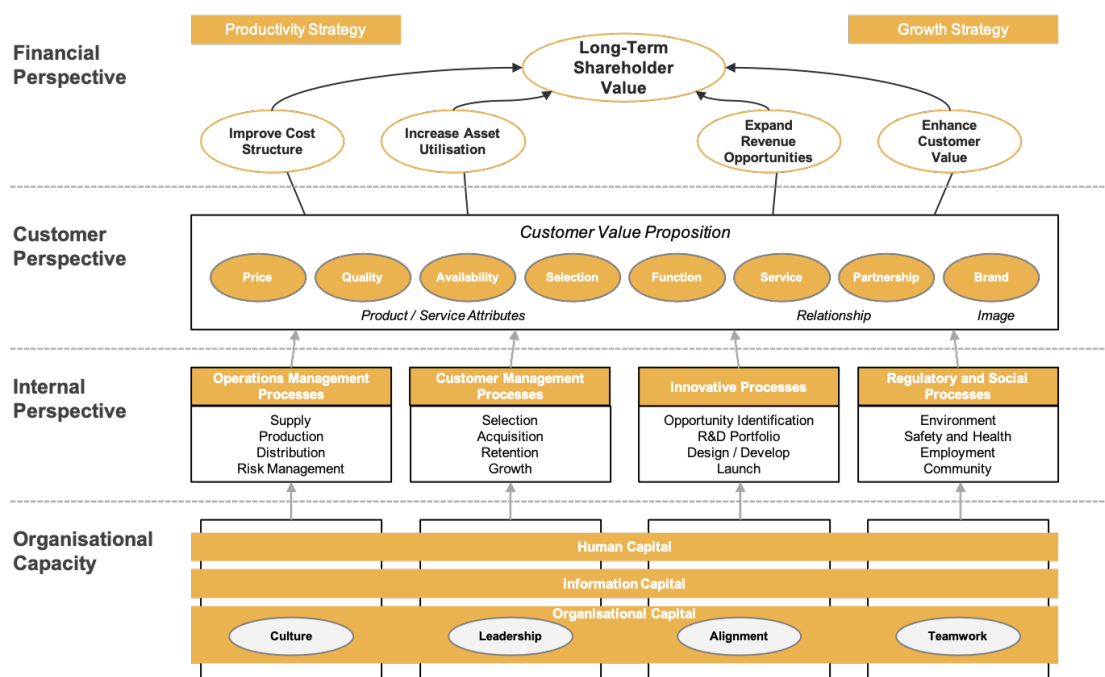 Productivity Strategy
Growth Strategy
Financial
Perspective
Long-Term
Shareholder
Value
Improve Cost
Structure
Increase Asset
Utilisation
Expand
Revenue
Opportunities
Enhance
Customer
Value
Customer
Perspective
Customer Value Proposition
Price
Quality
Availability
Selection
Function
Service
Partnership
Brand
Product / Service Attributes
Relationship
Image
Internal
Perspective
Operations Management
Processes
Supply
Production
Distribution
Risk Management
Customer Management
Processes
Selection
Acquisition
Retention
Growth
Innovative Processes
Opportunity Identification
R&D Portfolio
Design / Develop
Launch
Regulatory and Social
Processes
Environment
Safety and Health
Employment
Community
Organisational
Capacity
Human Capital
Information Capital
Organisational Capital
Culture
Leadership
Alignment
Teamwork